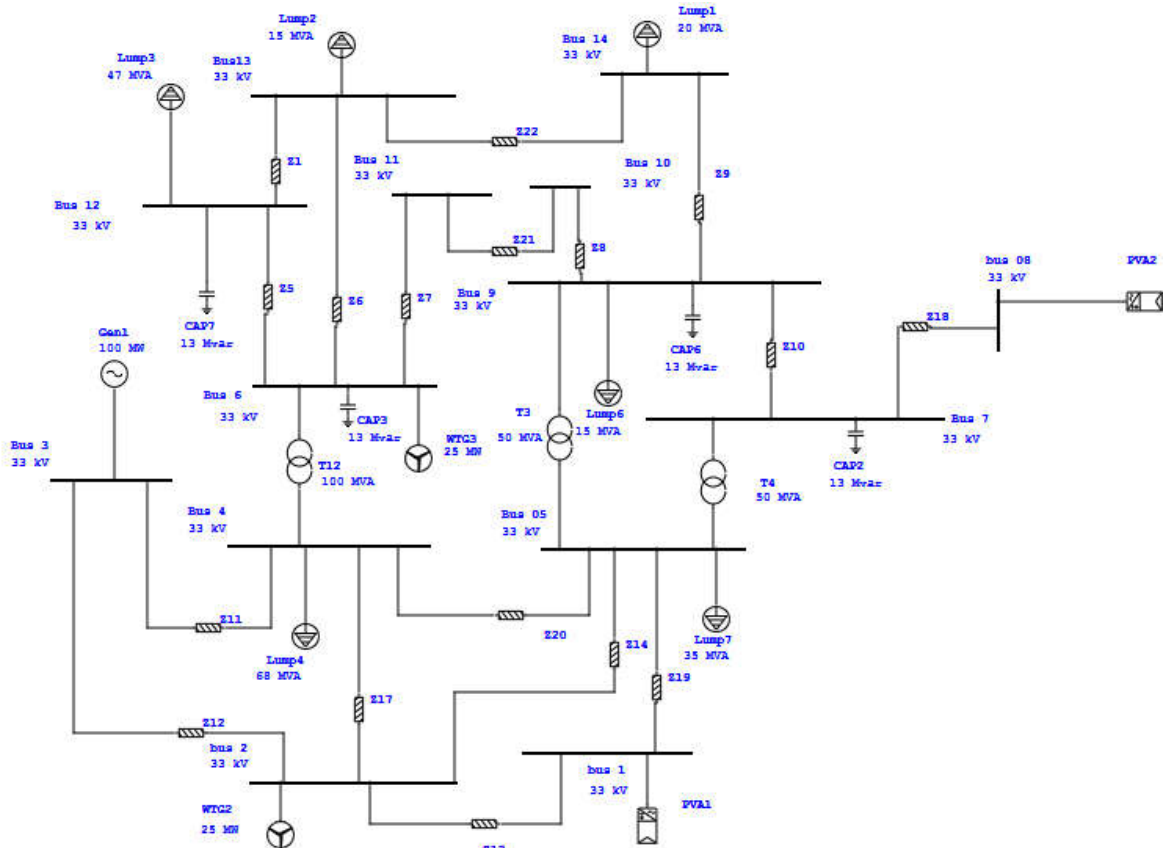 Lump2
15 MVA
Lump1
20 MVA
Bus 14
33 kV
Lump3
47 MVA
Bus13
33 kV
Z22
Z1
Bus 11
33 kV
Bus 10
33 kV
Z9
Bus 12
33 kV
Z21
Z8
bus 08
33 kV
PVA2
Z5
Z6
Z7
Bus 9
33 kV
Z18
CAP7
13 Mvar
CAP6
13 Mvar
Z10
Gen1
100 MW
Bus 6
33 kV
CAP3
13 Mvar
WTG3
25 MW
T3
50 MVA
Lump6
15 MVA
Bus 7
33 kV
Bus 3
33 kV
T12
100 MVA
CAP2
13 Mvar
T4
50 MVA
Bus 4
33 kV
Bus 05
33 kV
Z11
Z20
Z14
Lump7
35 MVA
Lump4
68 MVA
Z19
Z17
Z12
bus 2
33 kV
bus 1
33 kV
WTG2
25 MW
PVA1